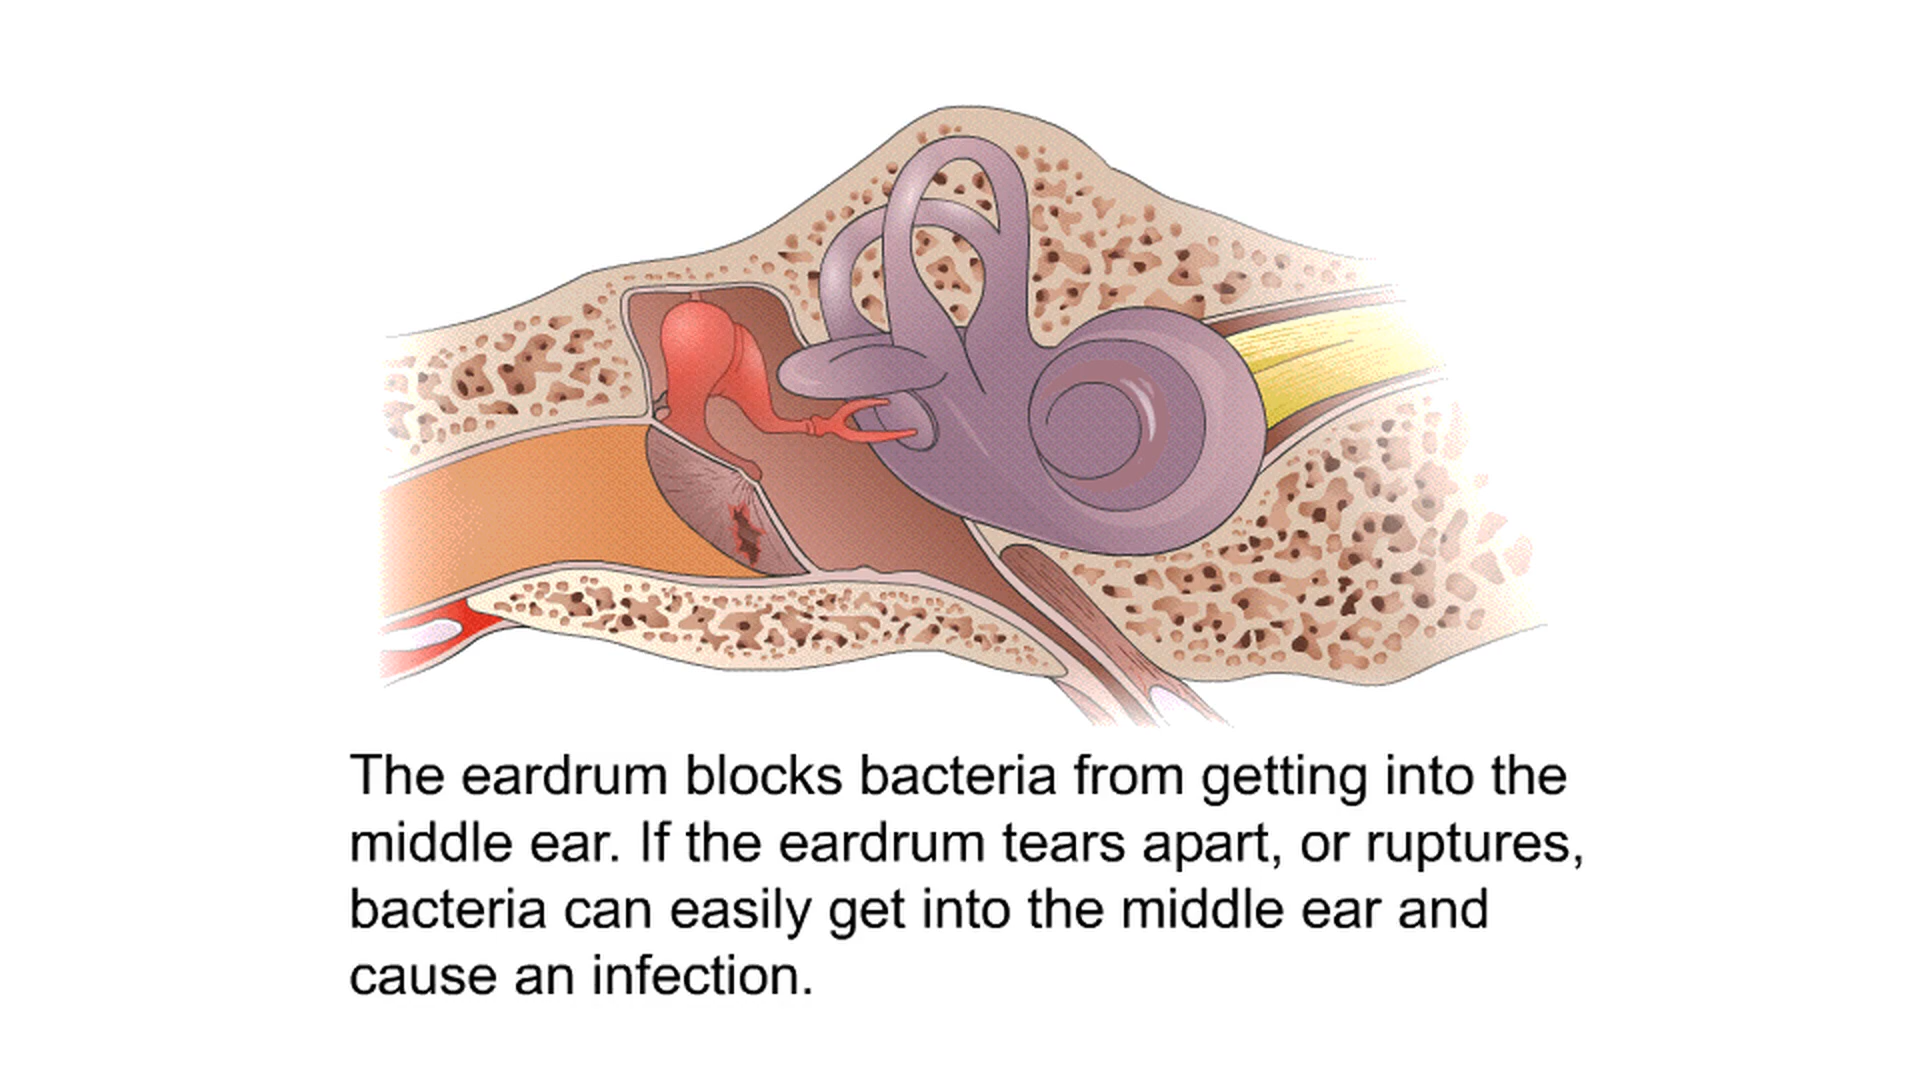 The eardrum blocks bacteria from getting into the
middle ear. If the eardrum tears apart, or ruptures,
bacteria can easily get into the middle ear and
cause an infection.